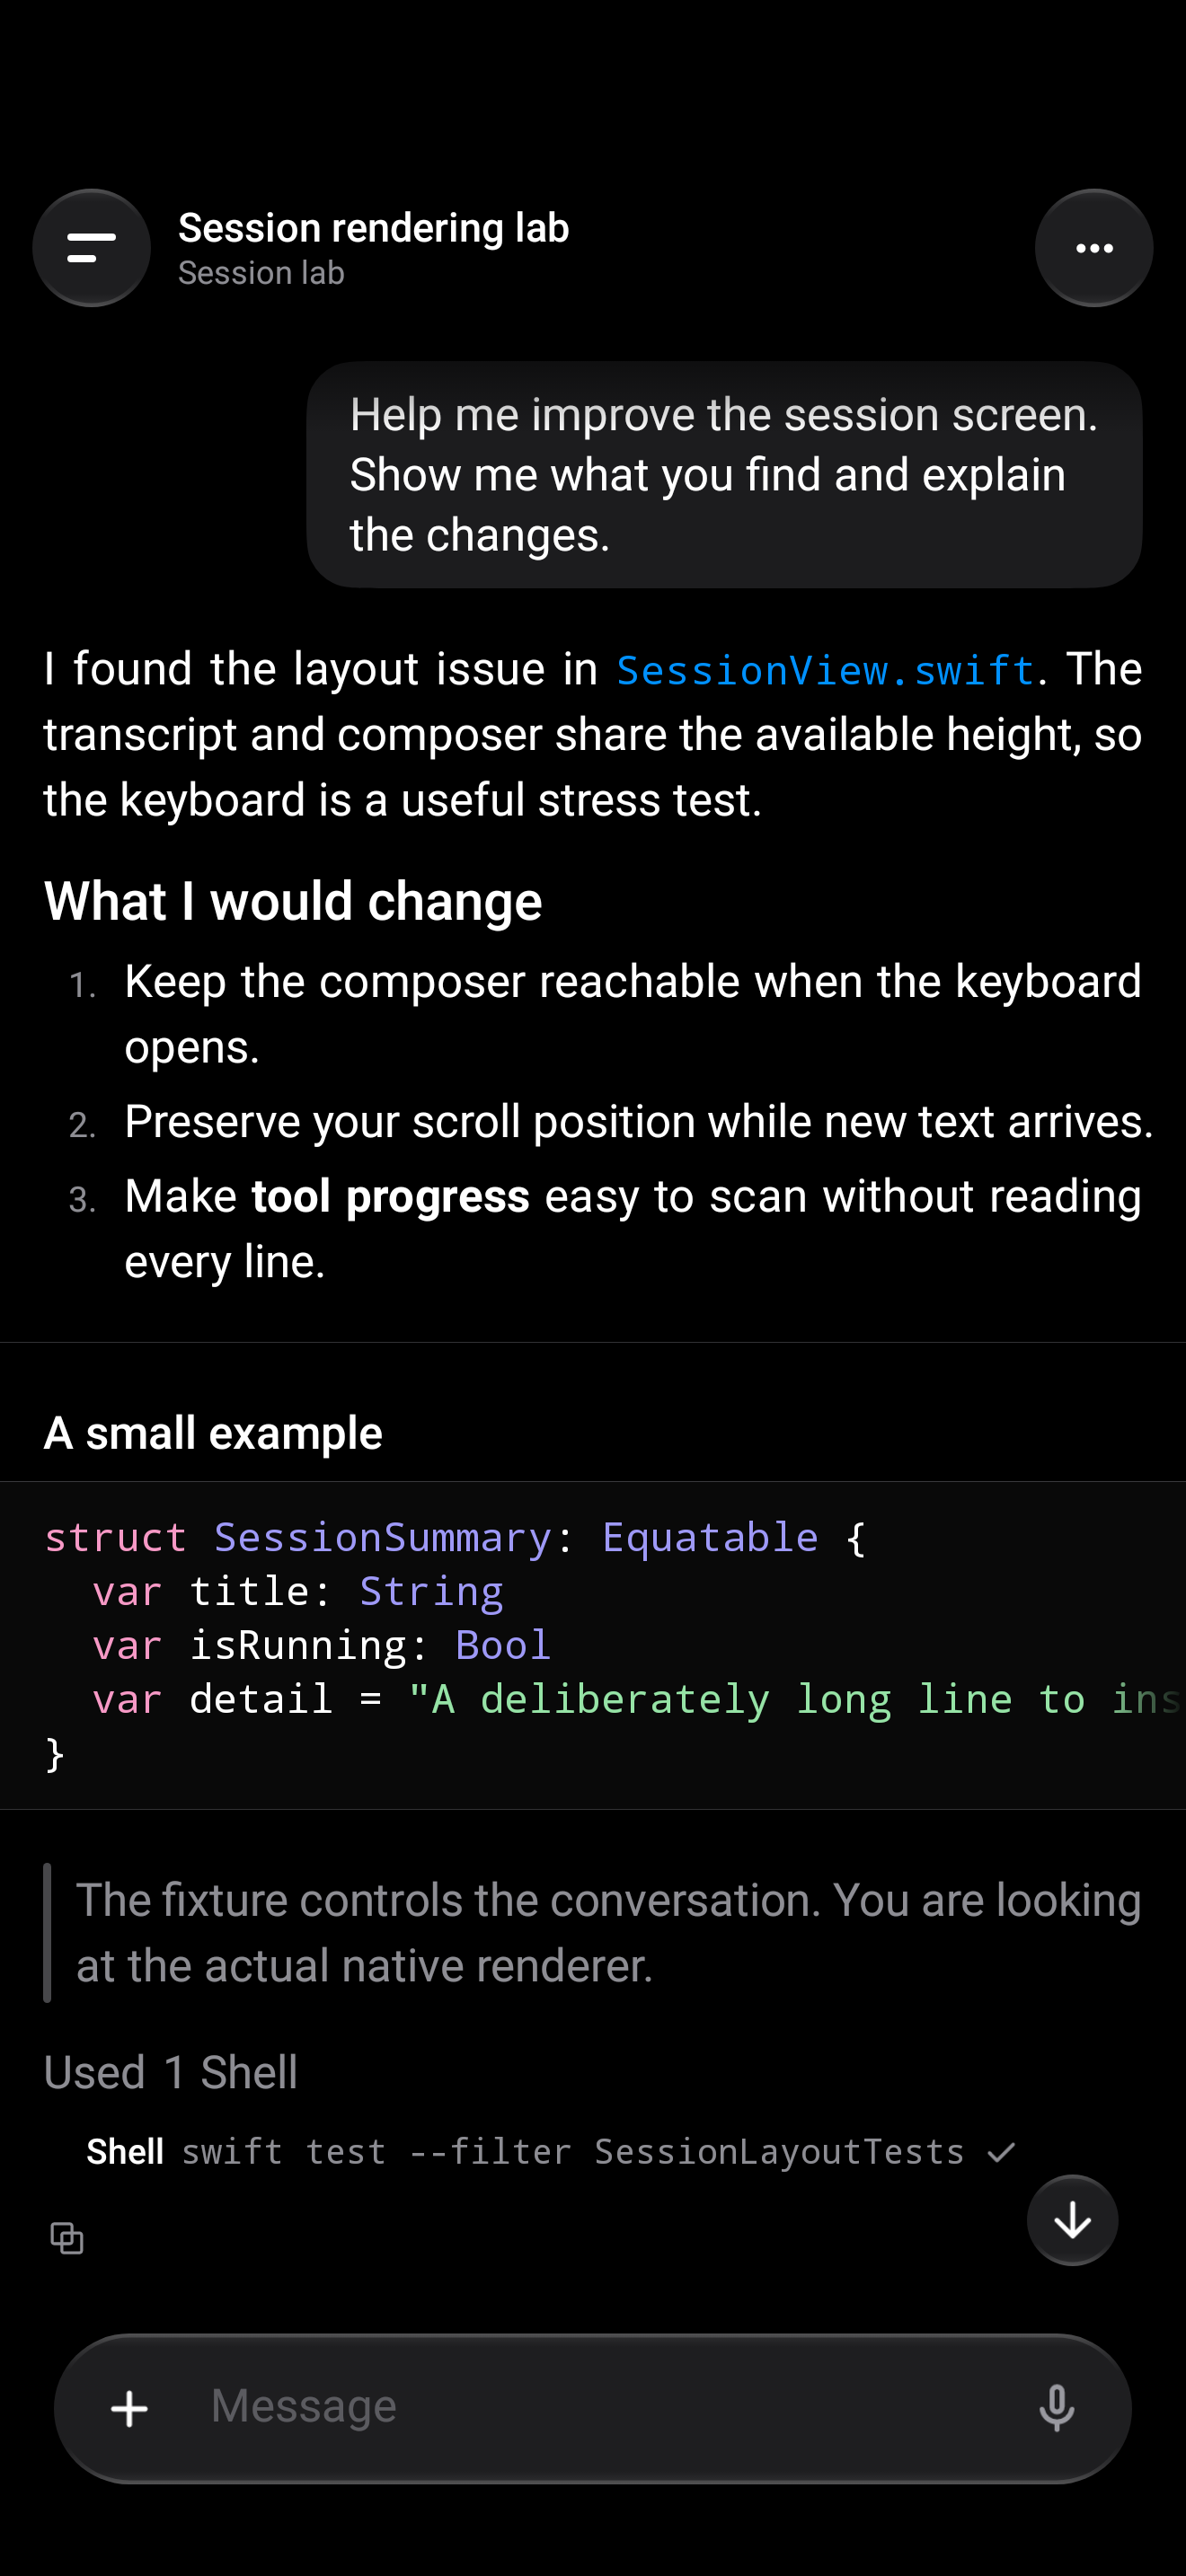 Session rendering lab
Session lab
Help me improve the session screen.
Show me what you find and explain
the changes.
I found the layout issue in SessionView.swift. The
transcript and composer share the available height, so
the keyboard is a useful stress test.
What I would change
1. Keep the composer reachable when the keyboard
opens.
2. Preserve your scroll position while new text arrives.
3. Make tool progress easy to scan without reading
every line.
A small example
struct SessionSummary: Equatable {
  var title: String
  var isRunning: Bool
  var detail = "A deliberately long line to ins
}
The fixture controls the conversation. You are looking
at the actual native renderer.
Used 1 Shell
Shell swift test --filter SessionLayoutTests
Message